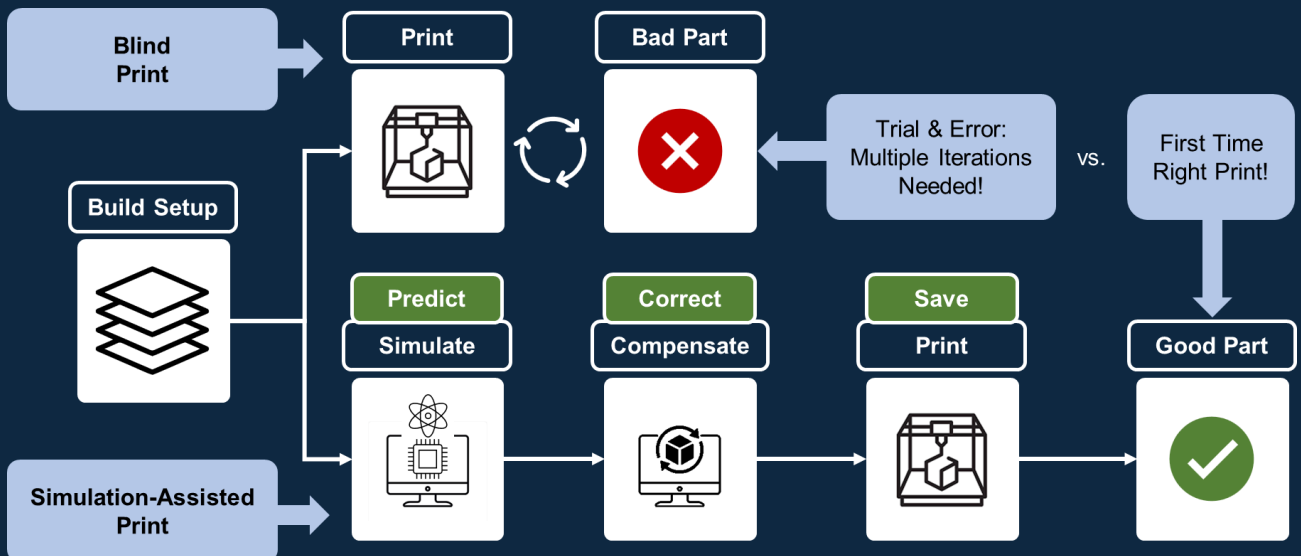 Blind
Print
Print
Bad Part
Trial & Error:
Multiple Iterations
Needed!
vs.
First Time
Right Print!
Build Setup
Predict
Simulate
Correct
Compensate
Save
Print
Good Part
Simulation-Assisted
Print